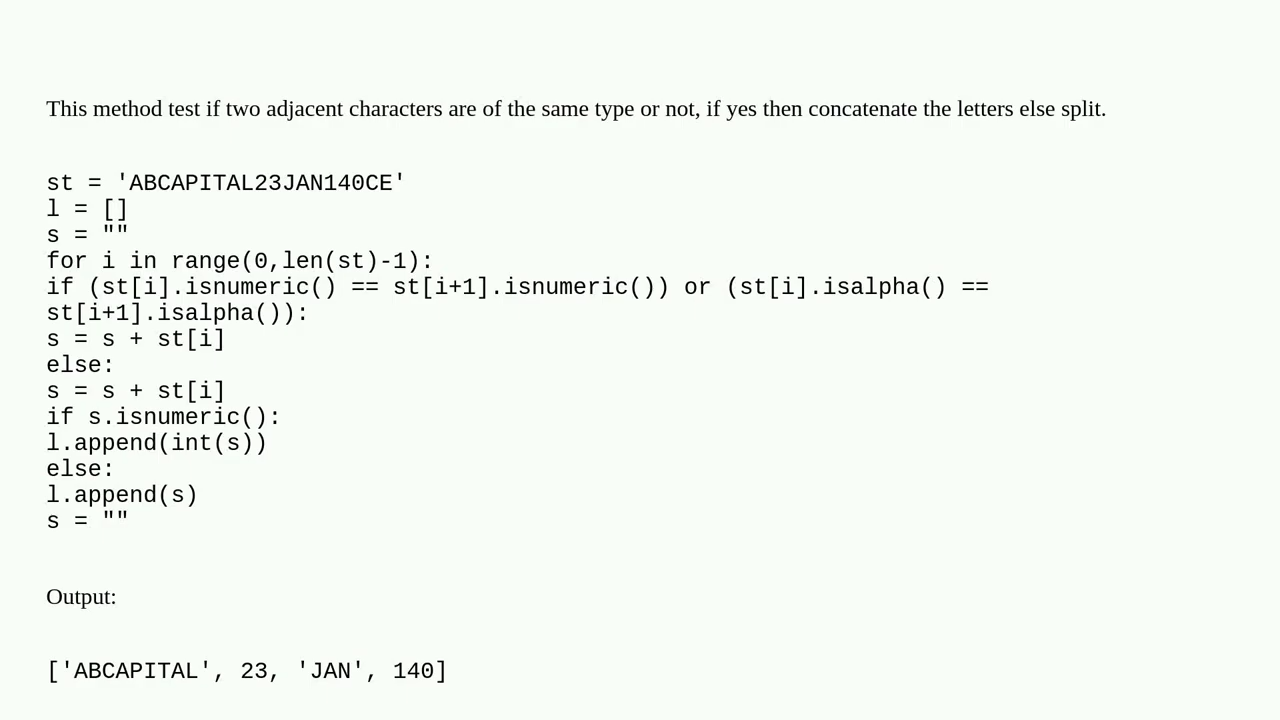 This method test if two adjacent characters are of the same type or not, if yes then concatenate the letters else split.
st = 'ABCAPITAL23JAN140CE'
l = []
s = ""
for i in range(0,len(st)-1):
if (st[i].isnumeric() == st[i+1].isnumeric()) or (st[i].isalpha() ==
st[i+1].isalpha()):
s = s + st[i]
else:
s = s + st[i]
if s.isnumeric():
l.append(int(s))
else:
l.append(s)
s = ""
Output:
['ABCAPITAL', 23, 'JAN', 140]